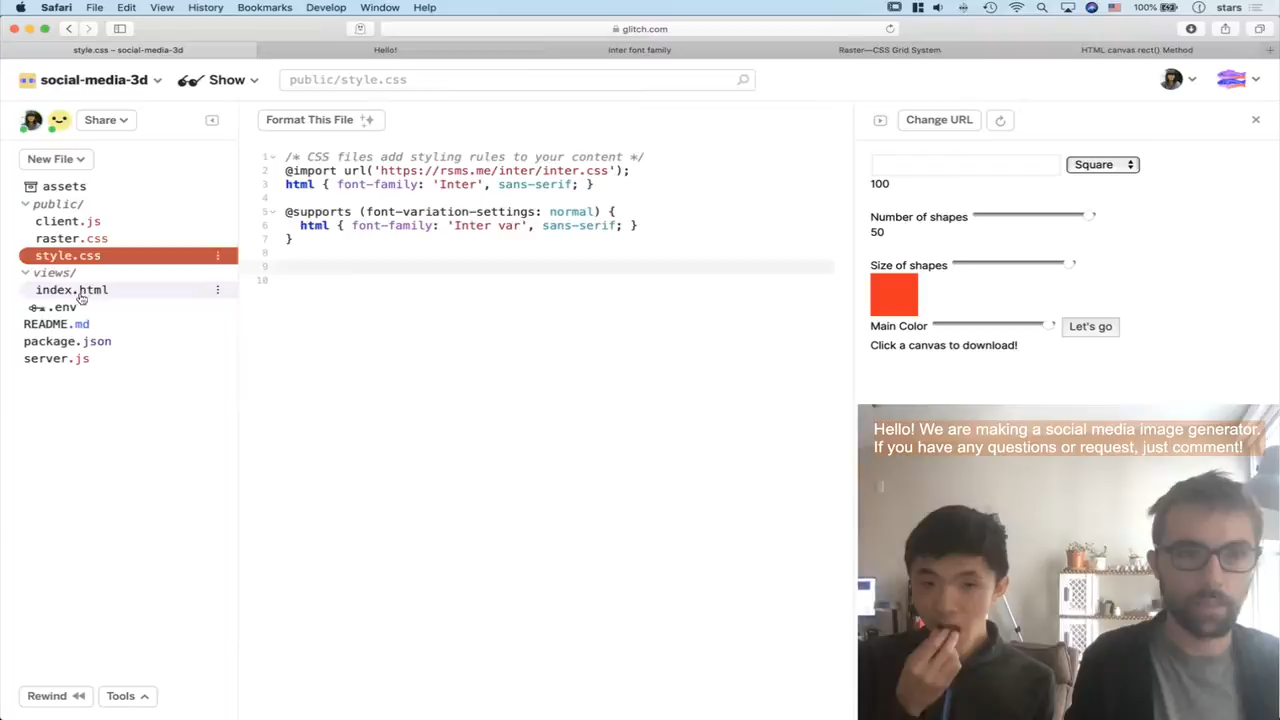 Safari File Edit View History Bookmarks Develop Window Help 100% stars
glitch.com
style.css – social-media-3d Hello! Inter font family Raster—CSS Grid System HTML canvas rect() Method
social-media-3d Show public/style.css
Share Format This File Change URL
New File
assets
public/
client.js
raster.css
style.css
views/
index.html
.env
README.md
package.json
server.js
Rewind Tools
1 /* CSS files add styling rules to your content */
2 @import url('https://rsms.me/inter/inter.css');
3 html { font-family: 'Inter', sans-serif; }
4
5 @supports (font-variation-settings: normal) {
6 html { font-family: 'Inter var', sans-serif; }
7 }
8
9
10
Square
100
Number of shapes
50
Size of shapes
Main Color Let's go
Click a canvas to download!
Hello! We are making a social media image generator.
If you have any questions or request, just comment!